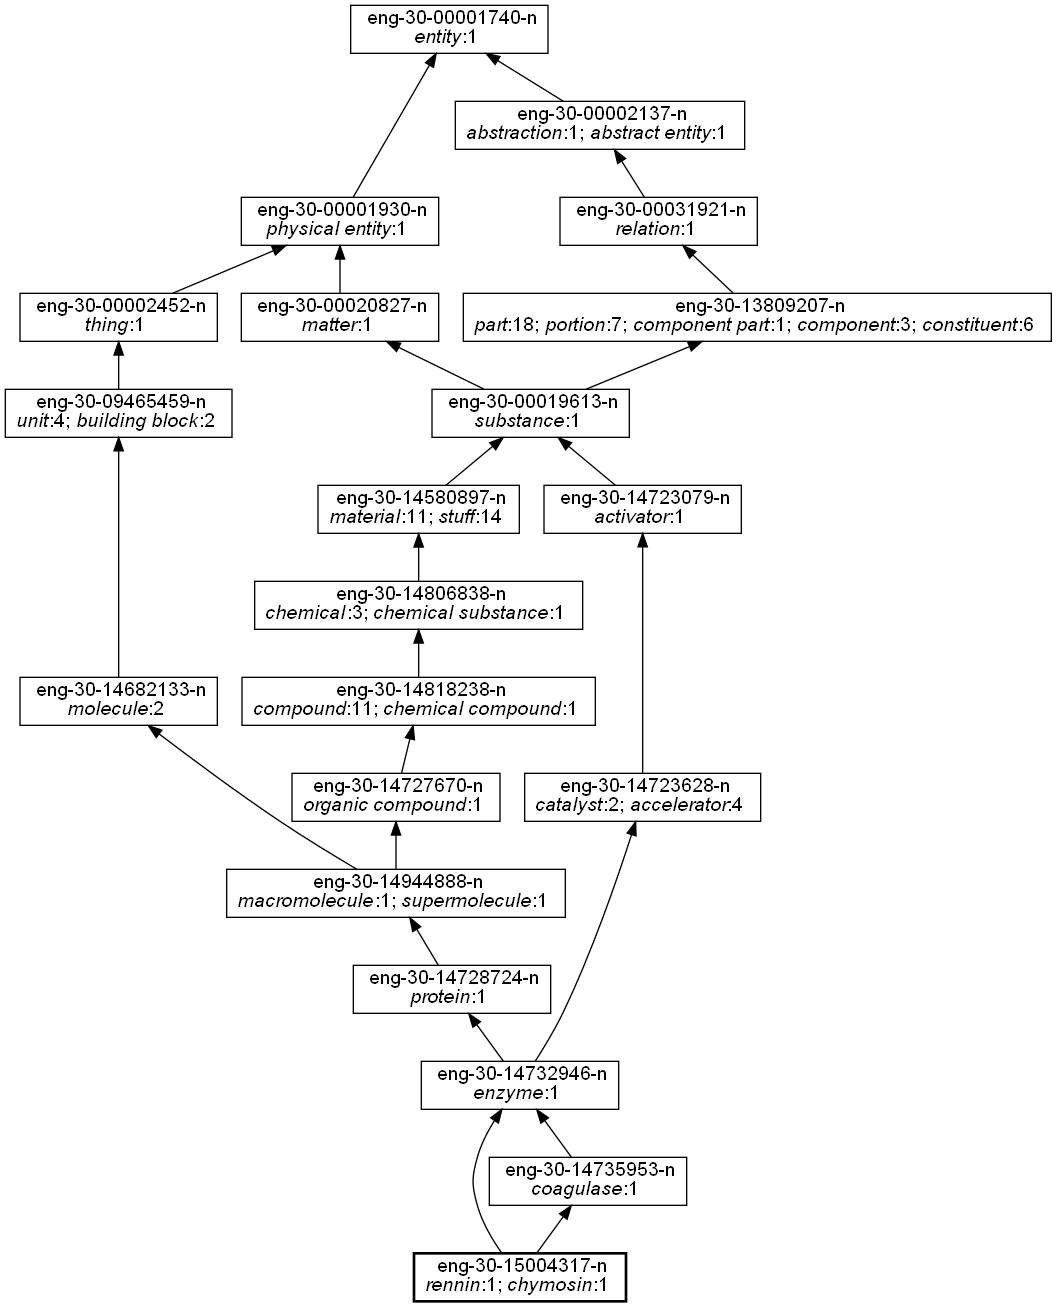 eng-30-00001740-n
entity:1
eng-30-00002137-n
abstraction:1; abstract entity:1
eng-30-00001930-n
physical entity:1
eng-30-00031921-n
relation:1
eng-30-00002452-n
thing:1
eng-30-00020827-n
matter:1
eng-30-13809207-n
part:18; portion:7; component part:1; component:3; constituent:6
eng-30-09465459-n
unit:4; building block:2
eng-30-00019613-n
substance:1
eng-30-14580897-n
material:11; stuff:14
eng-30-14723079-n
activator:1
eng-30-14806838-n
chemical:3; chemical substance:1
eng-30-14682133-n
molecule:2
eng-30-14818238-n
compound:11; chemical compound:1
eng-30-14727670-n
organic compound:1
eng-30-14723628-n
catalyst:2; accelerator:4
eng-30-14944888-n
macromolecule:1; supermolecule:1
eng-30-14728724-n
protein:1
eng-30-14732946-n
enzyme:1
eng-30-14735953-n
coagulase:1
eng-30-15004317-n
rennin:1; chymosin:1